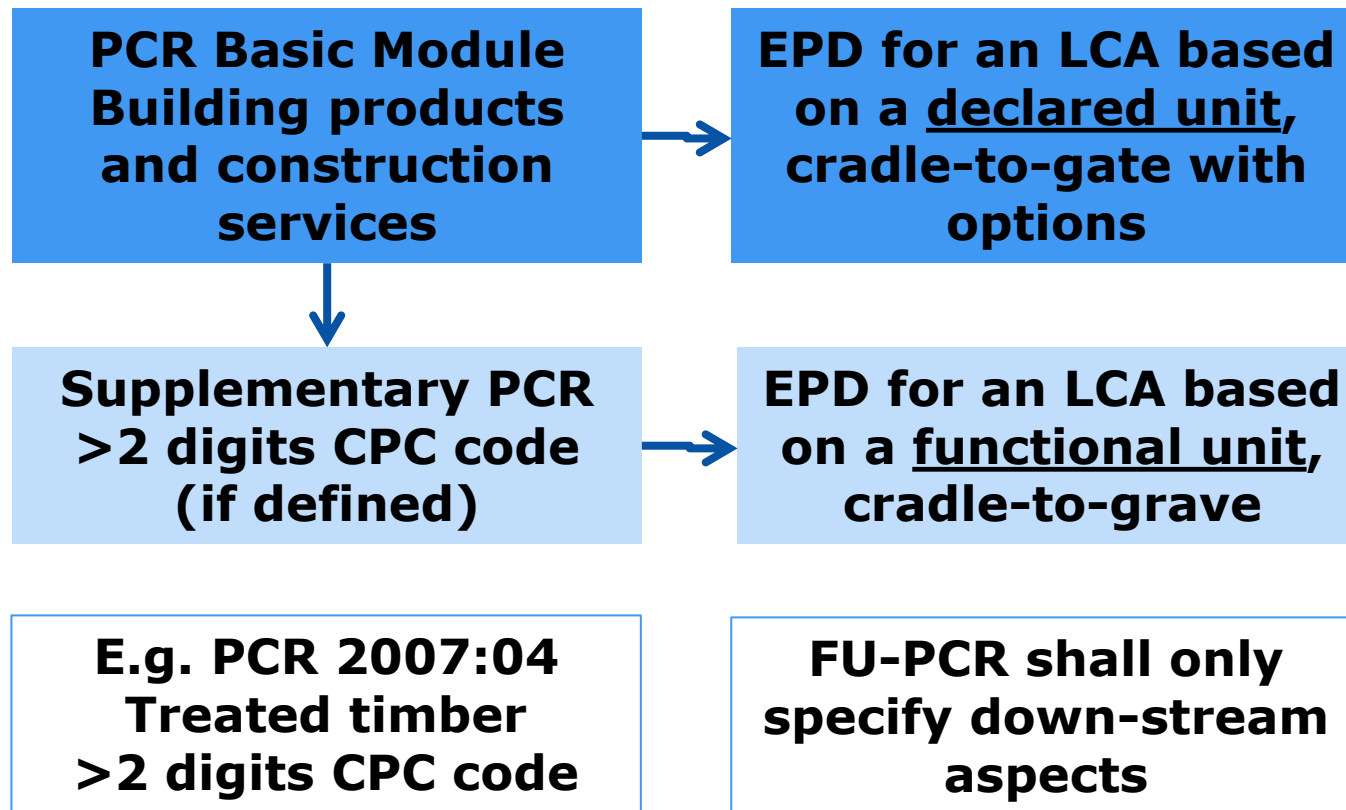 PCR Basic Module
Building products
and construction
services
EPD for an LCA based
on a declared unit,
cradle-to-gate with
options
Supplementary PCR
>2 digits CPC code
(if defined)
EPD for an LCA based
on a functional unit,
cradle-to-grave
E.g. PCR 2007:04
Treated timber
>2 digits CPC code
FU-PCR shall only
specify down-stream
aspects